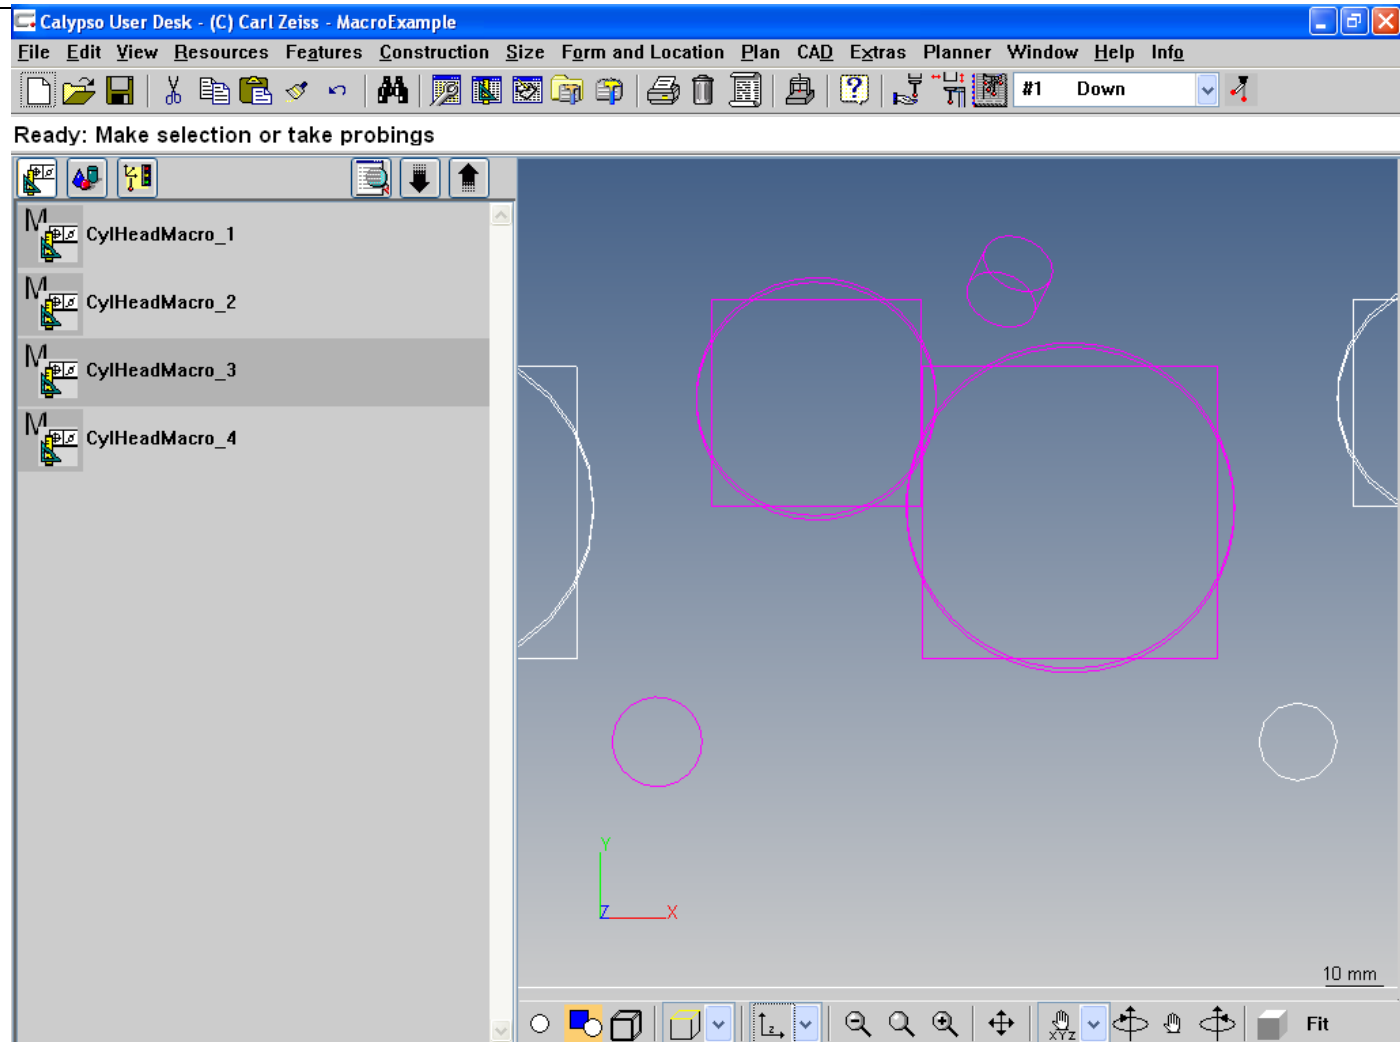 Calypso User Desk - (C) Carl Zeiss - MacroExample
File Edit View Resources Features Construction Size Form and Location Plan CAD Extras Planner Window Help Info
#1 Down
Ready: Make selection or take probings
M CylHeadMacro_1
M CylHeadMacro_2
M CylHeadMacro_3
M CylHeadMacro_4
Y
Z X
10 mm
z XYZ Fit